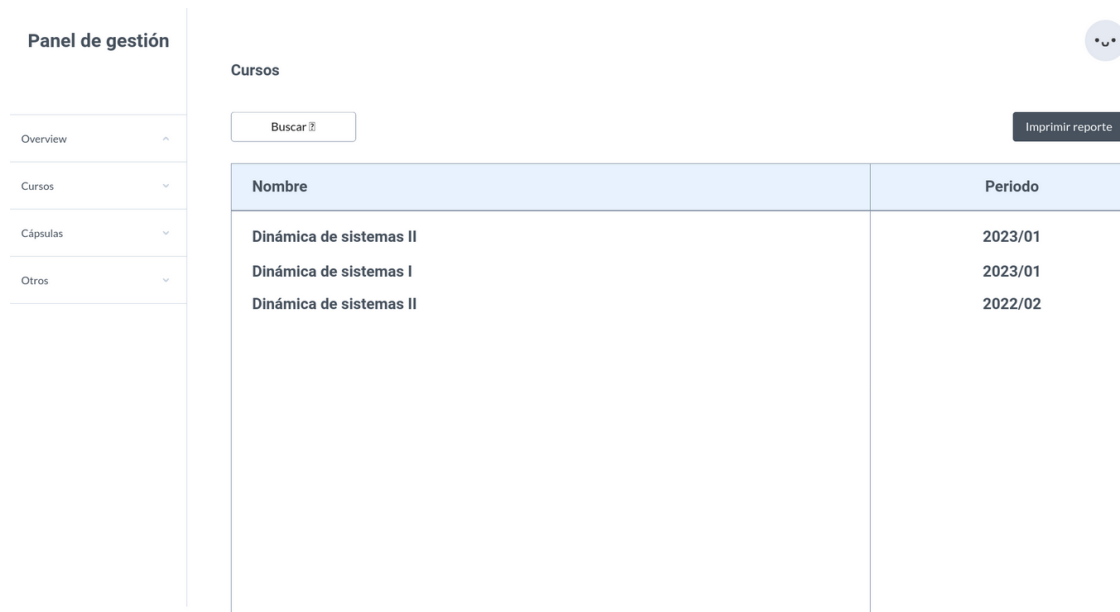 Panel de gestión
Cursos
Overview
Cursos
Cápsulas
Otros
Buscar
Imprimir reporte
Nombre Periodo
Dinámica de sistemas II 2023/01
Dinámica de sistemas I 2023/01
Dinámica de sistemas II 2022/02